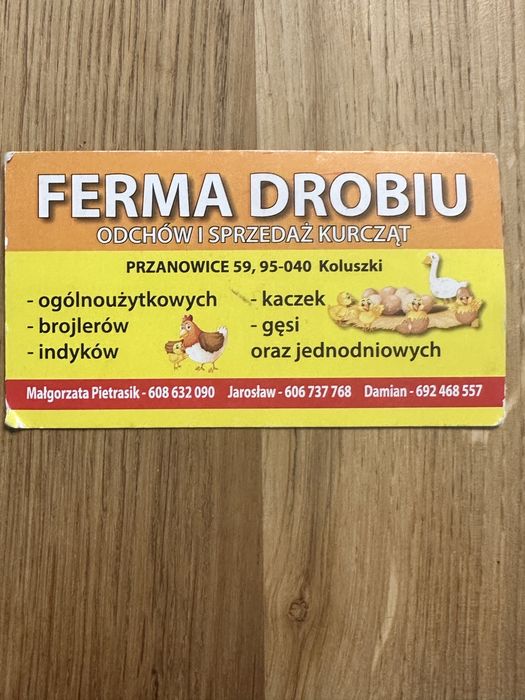 FERMA DROBIU
ODCHÓW I SPRZEDAŻ KURCZĄT
PRZANOWICE 59, 95-040 Koluszki
- ogólnoużytkowych
- brojlerów
- indyków
- kaczek
- gęsi
oraz jednodniowych
Małgorzata Pietrasik - 608 632 090 Jarosław - 606 737 768 Damian - 692 468 557